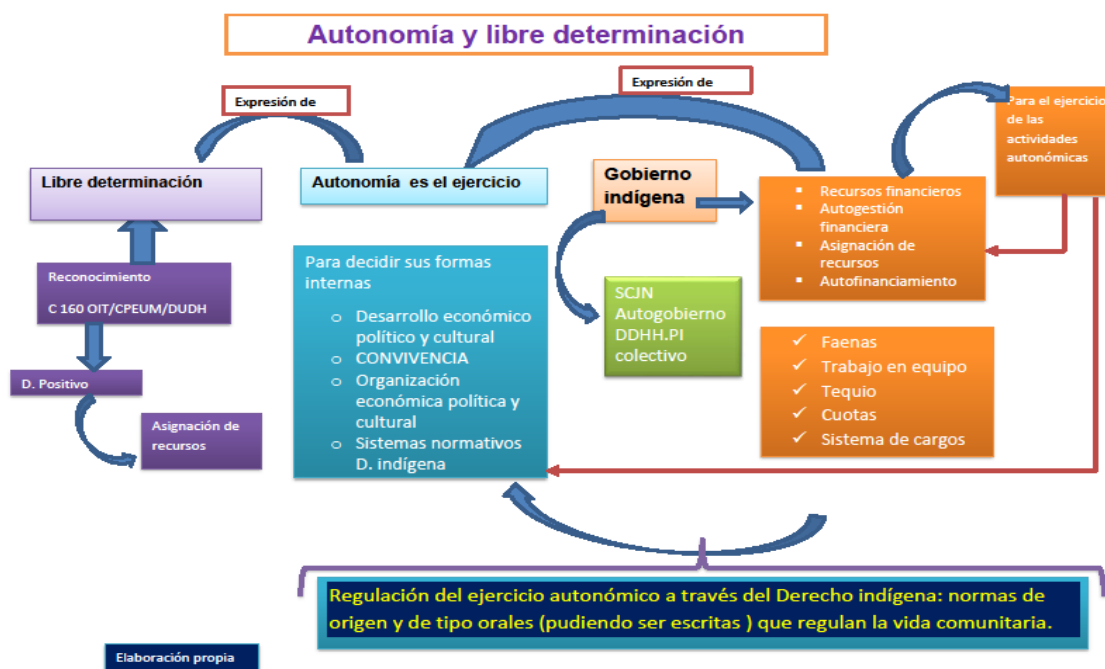 Autonomía y libre determinación
Expresión de
Expresión de
Para el ejercicio
de las
actividades
autonómicas
Libre determinación
Autonomía es el ejercicio
Gobierno
indígena
Recursos financieros
Autogestión
financiera
Asignación de
recursos
Autofinanciamiento
Reconocimiento
C 160 OIT/CPEUM/DUDH
Para decidir sus formas
internas
Desarrollo económico
político y cultural
CONVIVENCIA
Organización
económica política y
cultural
Sistemas normativos
D. indígena
SCJN
Autogobierno
DDHH.PI
colectivo
Faenas
Trabajo en equipo
Tequio
Cuotas
Sistema de cargos
D. Positivo
Asignación de
recursos
Regulación del ejercicio autonómico a través del Derecho indígena: normas de
origen y de tipo orales (pudiendo ser escritas ) que regulan la vida comunitaria.
Elaboración propia